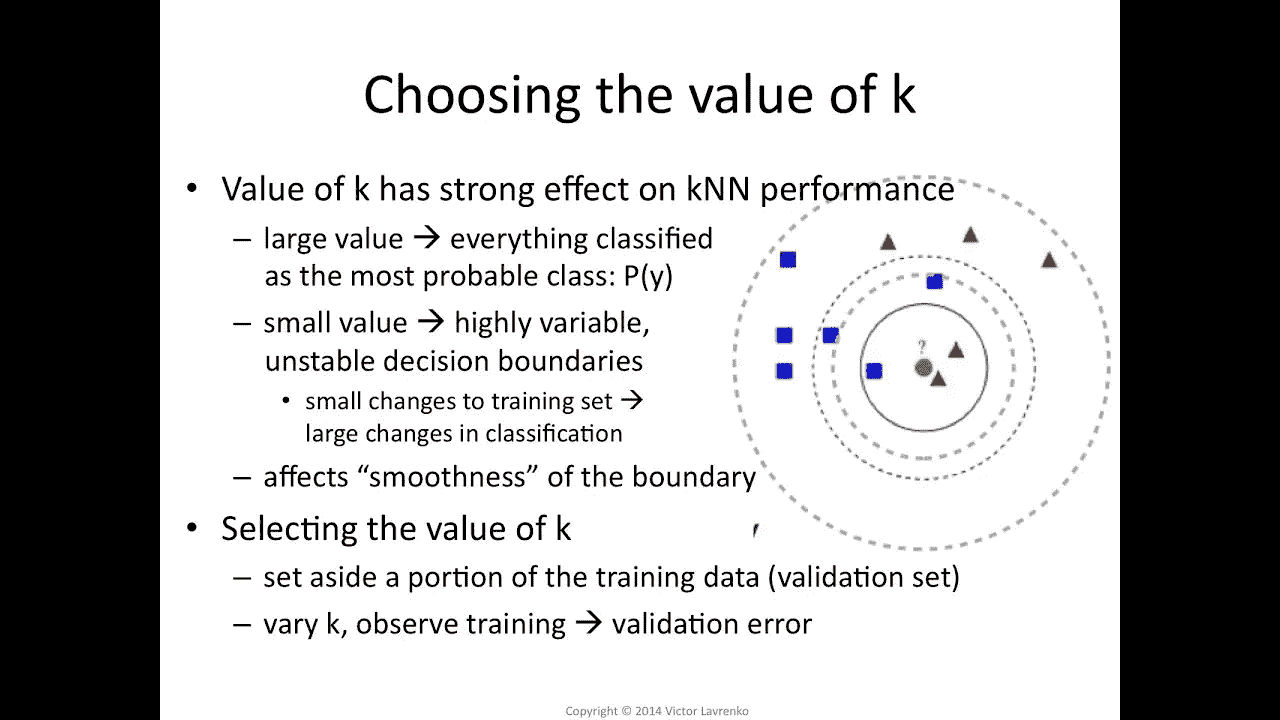 Choosing the value of k
• Value of k has strong effect on kNN performance
– large value → everything classified
as the most probable class: P(y)
– small value → highly variable,
unstable decision boundaries
• small changes to training set →
large changes in classification
– affects “smoothness” of the boundary
?
• Selecting the value of k
– set aside a portion of the training data (validation set)
– vary k, observe training → validation error
Copyright © 2014 Victor Lavrenko